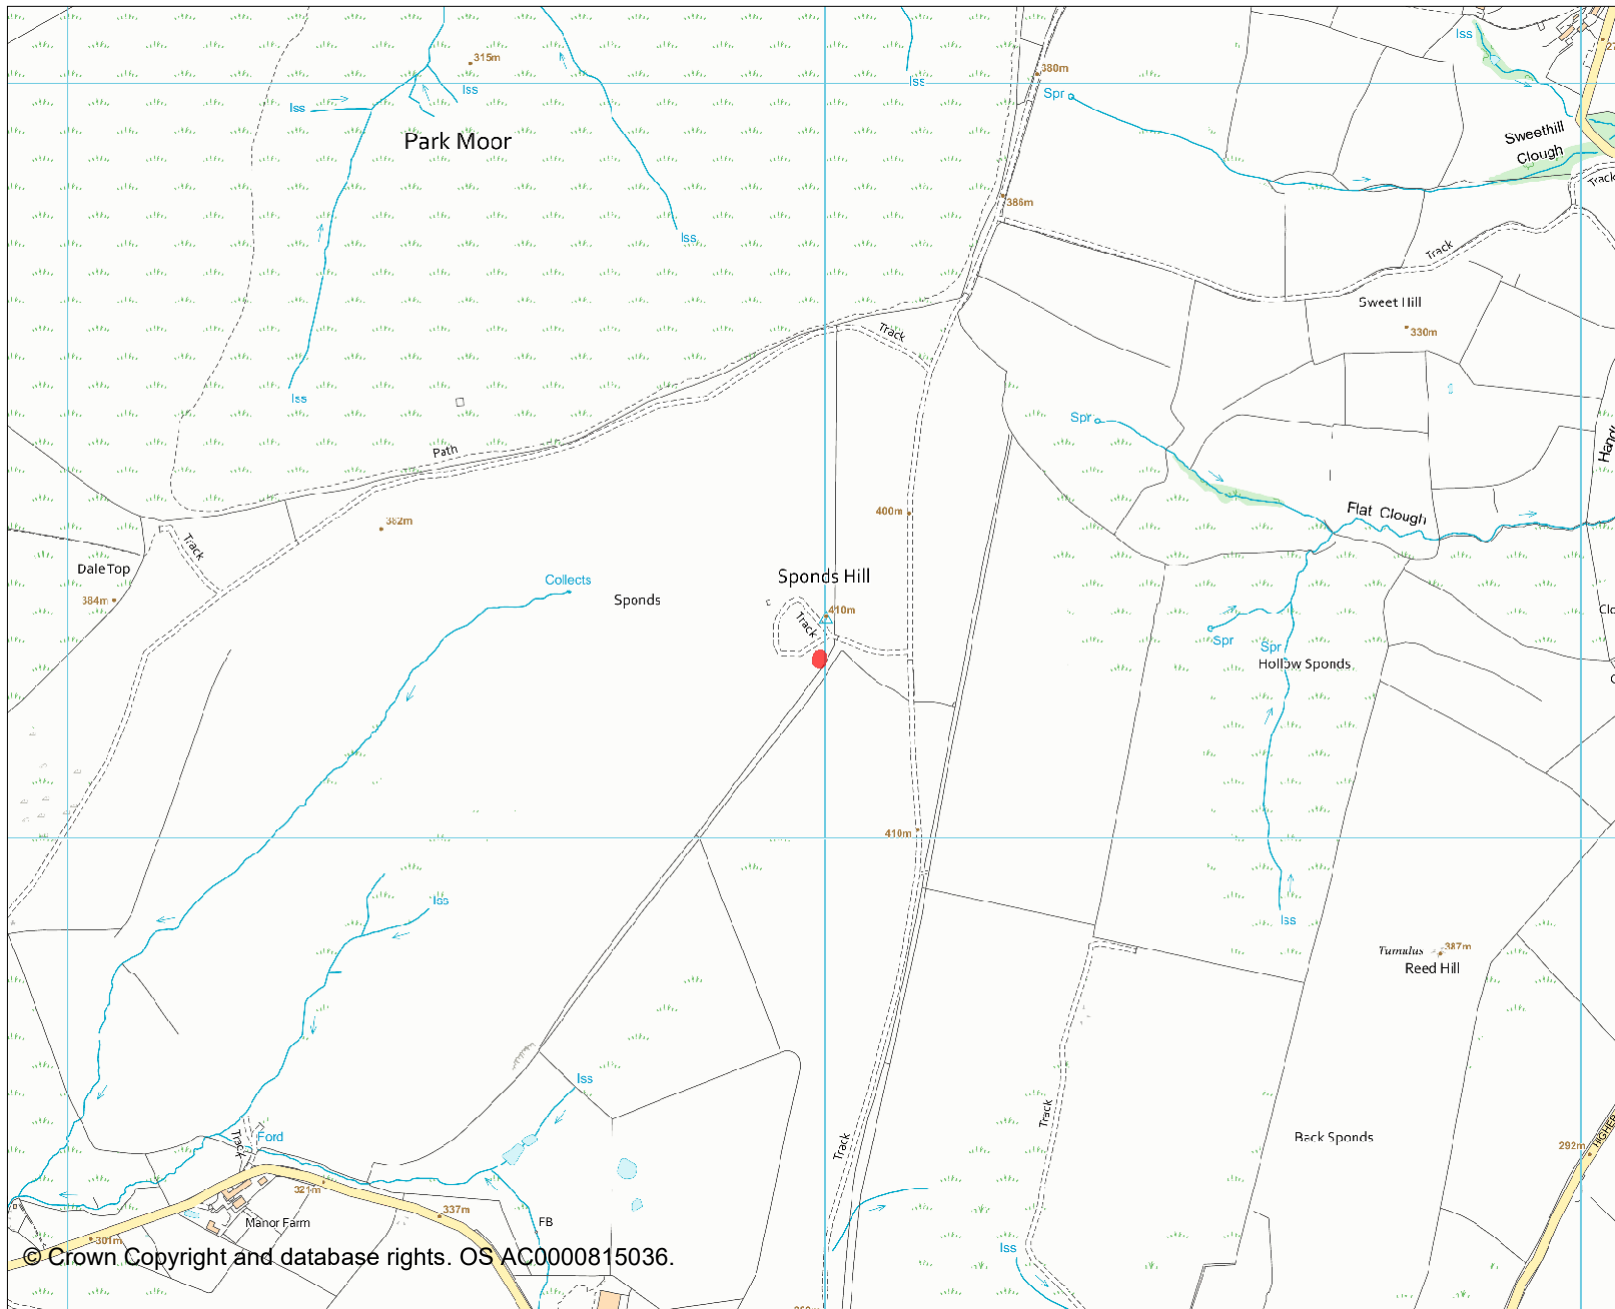 Iss
315m
380m
Iss
Iss
Iss
Spr
Park Moor
Sweethill
Clough
Track
386m
Iss
Track
Sweet Hill
330m
Track
Iss
Spr
Path
400m
Flat Clough
382m
Track
Dale Top
384m
Collects
Sponds
Sponds Hill
410m
Track
Spr
Spr
Hollow Sponds
410m
Iss
Iss
Tumulus
387m
Reed Hill
Iss
Track
Track
Ford
Track
Back Sponds
292m
HIGHER
321m
337m
Manor Farm
FB
301m
Iss
© Crown Copyright and database rights. OS AC0000815036.